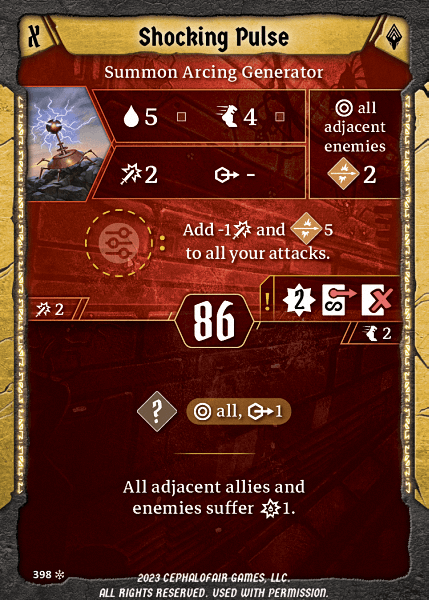 Shocking Pulse
Summon Arcing Generator
5 4
2 -
all
adjacent
enemies
2
Add -1 and 5
to all your attacks.
:
2
86
! 2
2
? all, 1
All adjacent allies and
enemies suffer 1.
398
2023 CEPHALOFAIR GAMES, LLC.
ALL RIGHTS RESERVED. USED WITH PERMISSION.